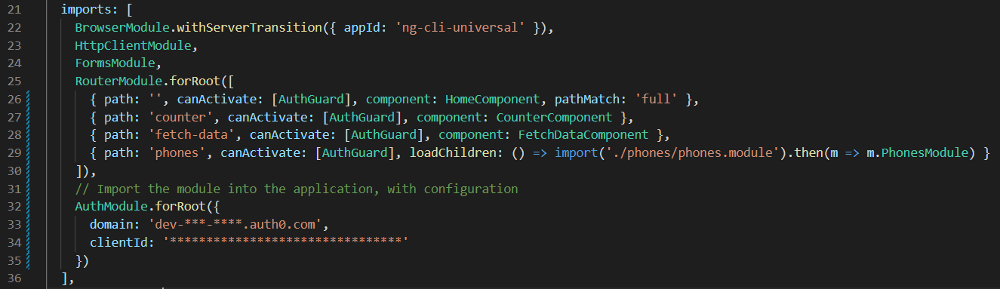 21 imports: [
22 BrowserModule.withServerTransition({ appId: 'ng-cli-universal' }),
23 HttpClientModule,
24 FormsModule,
25 RouterModule.forRoot([
26 { path: '', canActivate: [AuthGuard], component: HomeComponent, pathMatch: 'full' },
27 { path: 'counter', canActivate: [AuthGuard], component: CounterComponent },
28 { path: 'fetch-data', canActivate: [AuthGuard], component: FetchDataComponent },
29 { path: 'phones', canActivate: [AuthGuard], loadChildren: () => import('./phones/phones.module').then(m => m.PhonesModule) }
30 ]),
31 // Import the module into the application, with configuration
32 AuthModule.forRoot({
33 domain: 'dev-***-****.auth0.com',
34 clientId: '********************************'
35 })
36 ],